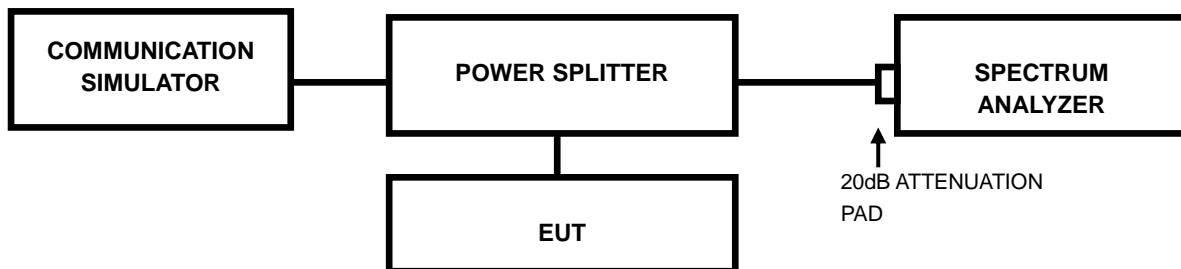 COMMUNICATION
SIMULATOR
POWER SPLITTER
SPECTRUM
ANALYZER
20dB ATTENUATION
PAD
EUT